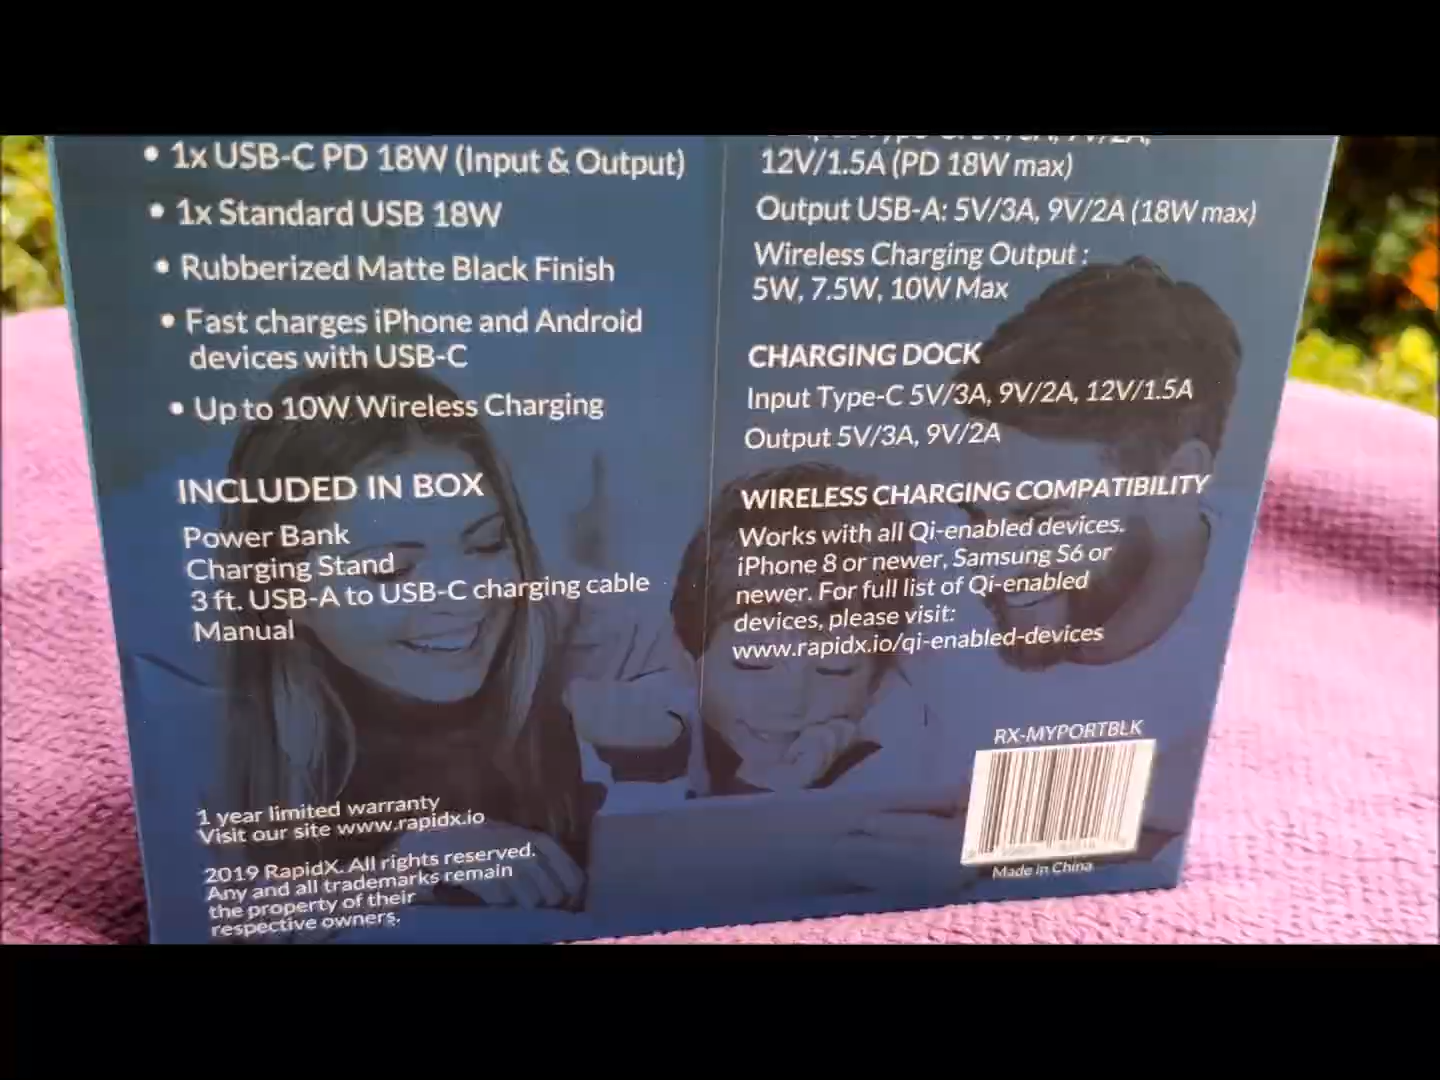 • 1x USB-C PD 18W (Input & Output)
• 1x Standard USB 18W
• Rubberized Matte Black Finish
• Fast charges iPhone and Android
devices with USB-C
• Up to 10W Wireless Charging
INCLUDED IN BOX
Power Bank
Charging Stand
3 ft. USB-A to USB-C charging cable
Manual
1 year limited warranty
Visit our site www.rapidx.io
2019 RapidX. All rights reserved.
Any and all trademarks remain
the property of their
respective owners.
12V/1.5A (PD 18W max)
Output USB-A: 5V/3A, 9V/2A (18W max)
Wireless Charging Output :
5W, 7.5W, 10W Max
CHARGING DOCK
Input Type-C 5V/3A, 9V/2A, 12V/1.5A
Output 5V/3A, 9V/2A
WIRELESS CHARGING COMPATIBILITY
Works with all Qi-enabled devices.
iPhone 8 or newer, Samsung S6 or
newer. For full list of Qi-enabled
devices, please visit:
www.rapidx.io/qi-enabled-devices
RX-MYPORTBLK
Made in China